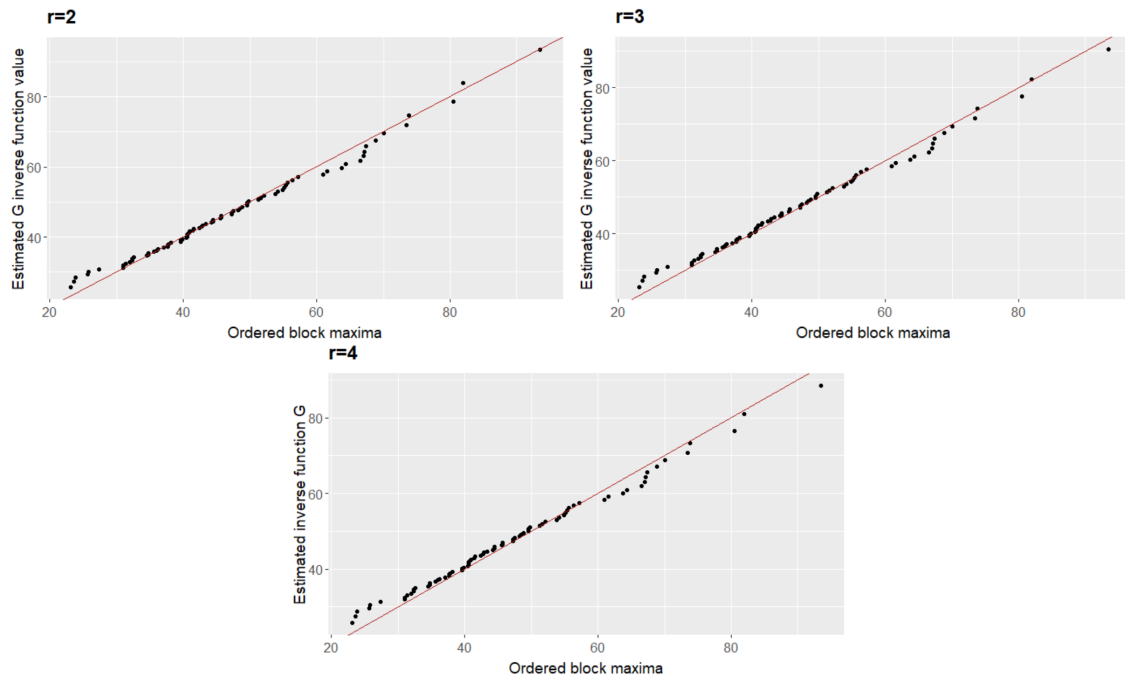 r=2
Estimated G inverse function value
80
60
40
20 40 60 80
Ordered block maxima
r=3
Estimated G inverse function value
80
60
40
20 40 60 80
Ordered block maxima
r=4
Estimated inverse function G
80
60
40
20 40 60 80
Ordered block maxima